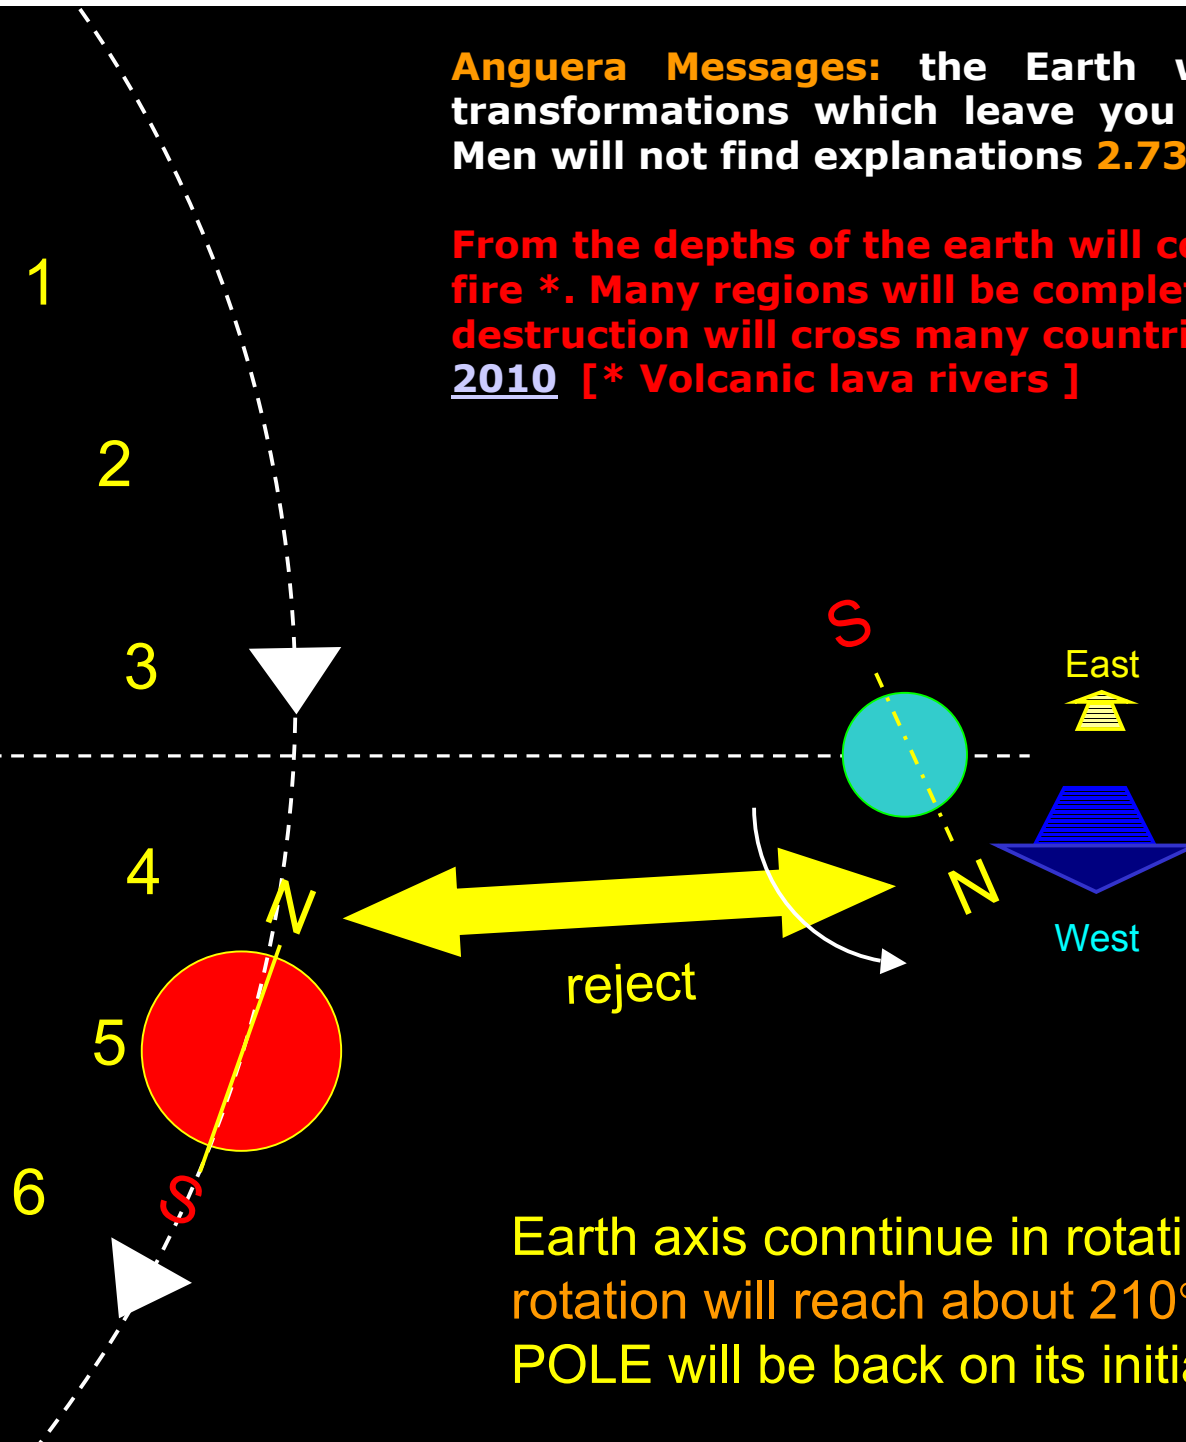 Anguera Messages: the Earth
transformations which leave you
Men will not find explanations 2.73
From the depths of the earth will
fire *. Many regions will be
destruction will cross many
2010 [* Volcanic lava rivers ]
1
2
3
4
5
6
S
N
East
West
N
S
reject
Earth axis conntinue in
rotation will reach about 210°
POLE will be back on its